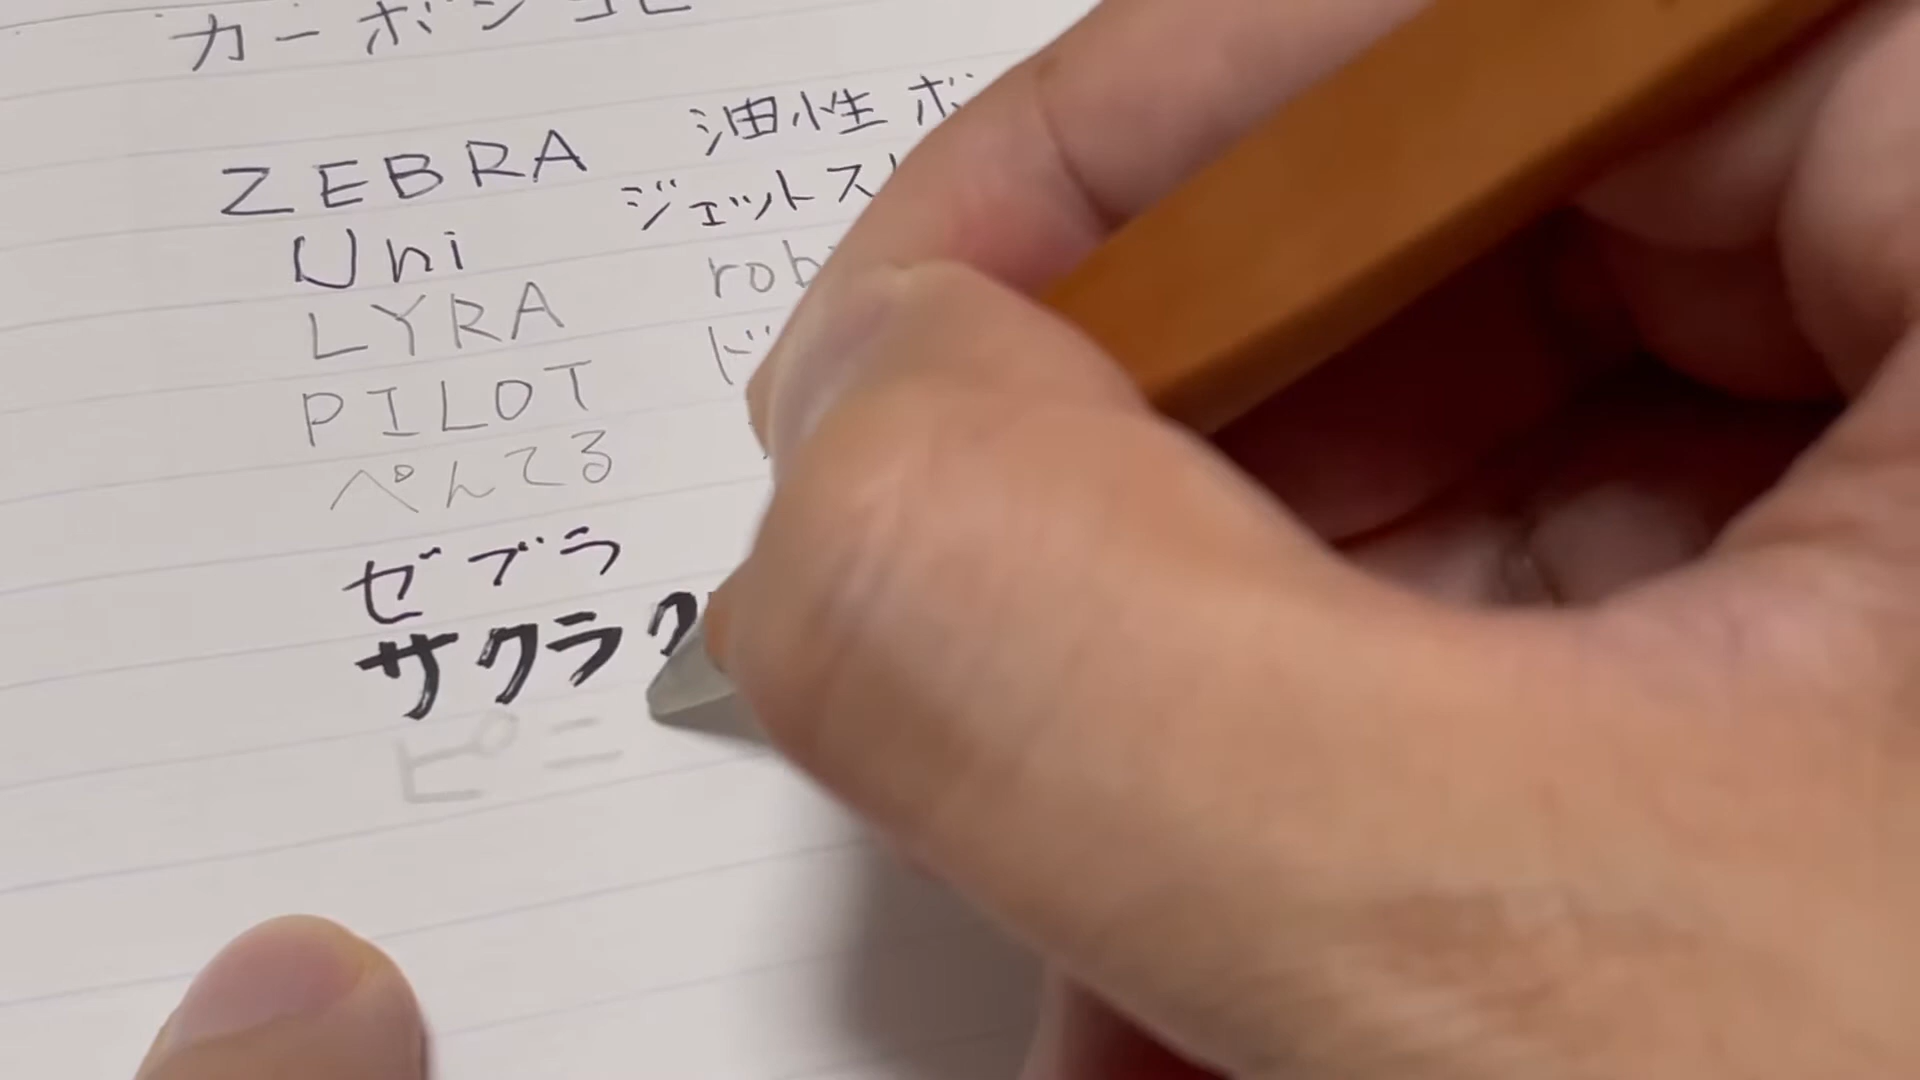 カーボン コピ
ZEBRA 油性 ボ
Uni ジェットス
LYRA rob
PILOT ド
ぺんてる
ゼブラ
サクラク
ピニ